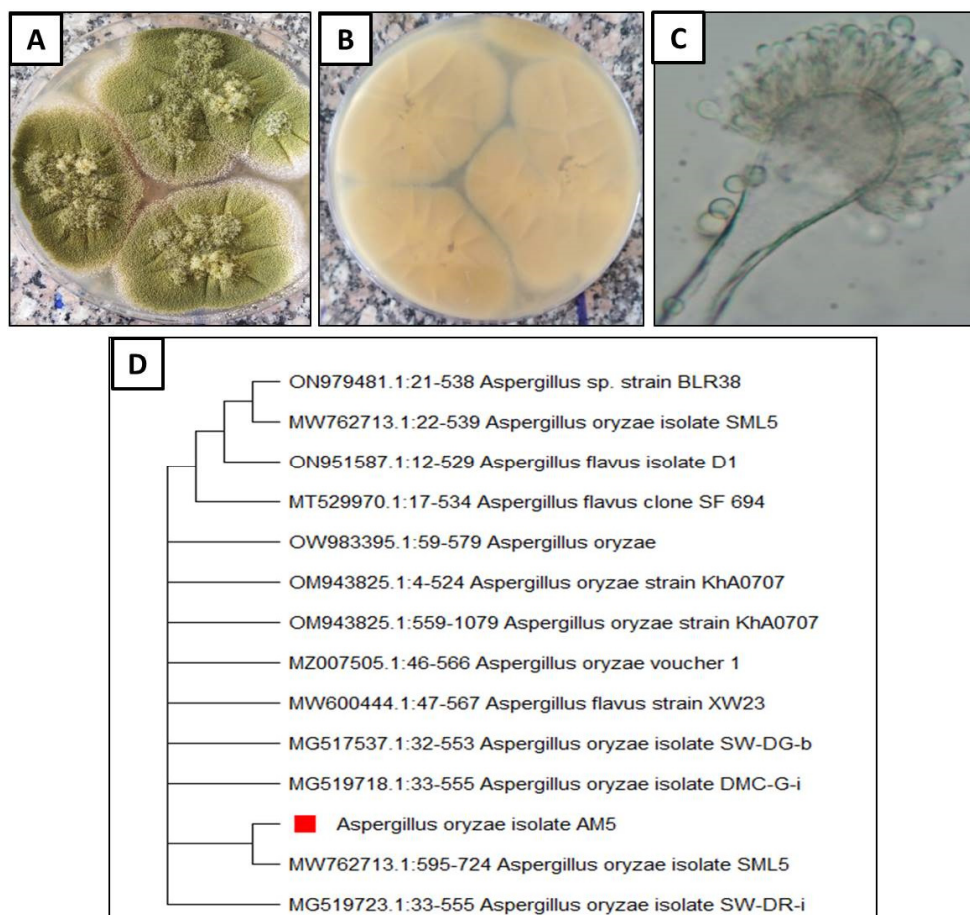 A
B
C
D
ON979481.1:21-538 Aspergillus sp. strain BLR38
MW762713.1:22-539 Aspergillus oryzae isolate SML5
ON951587.1:12-529 Aspergillus flavus isolate D1
MT529970.1:17-534 Aspergillus flavus clone SF 694
OW983395.1:59-579 Aspergillus oryzae
OM943825.1:4-524 Aspergillus oryzae strain KhA0707
OM943825.1:559-1079 Aspergillus oryzae strain KhA0707
MZ007505.1:46-566 Aspergillus oryzae voucher 1
MW600444.1:47-567 Aspergillus flavus strain XW23
MG517537.1:32-553 Aspergillus oryzae isolate SW-DG-b
MG519718.1:33-555 Aspergillus oryzae isolate DMC-G-i
Aspergillus oryzae isolate AM5
MW762713.1:595-724 Aspergillus oryzae isolate SML5
MG519723.1:33-555 Aspergillus oryzae isolate SW-DR-i